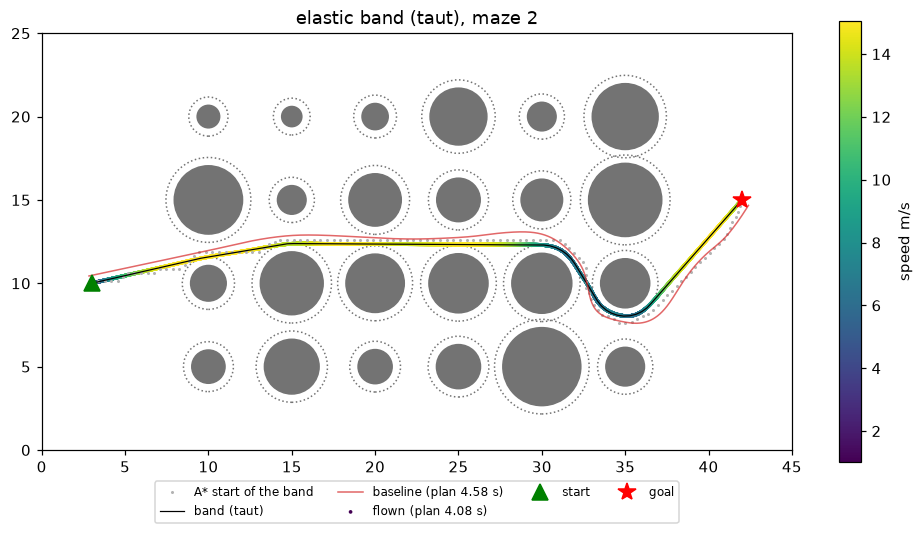 elastic band (taut), maze 2
25
20
15
10
5
0
0 5 10 15 20 25 30 35 40 45
14
12
10
8
6
4
2
speed m/s
A* start of the band baseline (plan 4.58 s) start goal
band (taut) flown (plan 4.08 s)